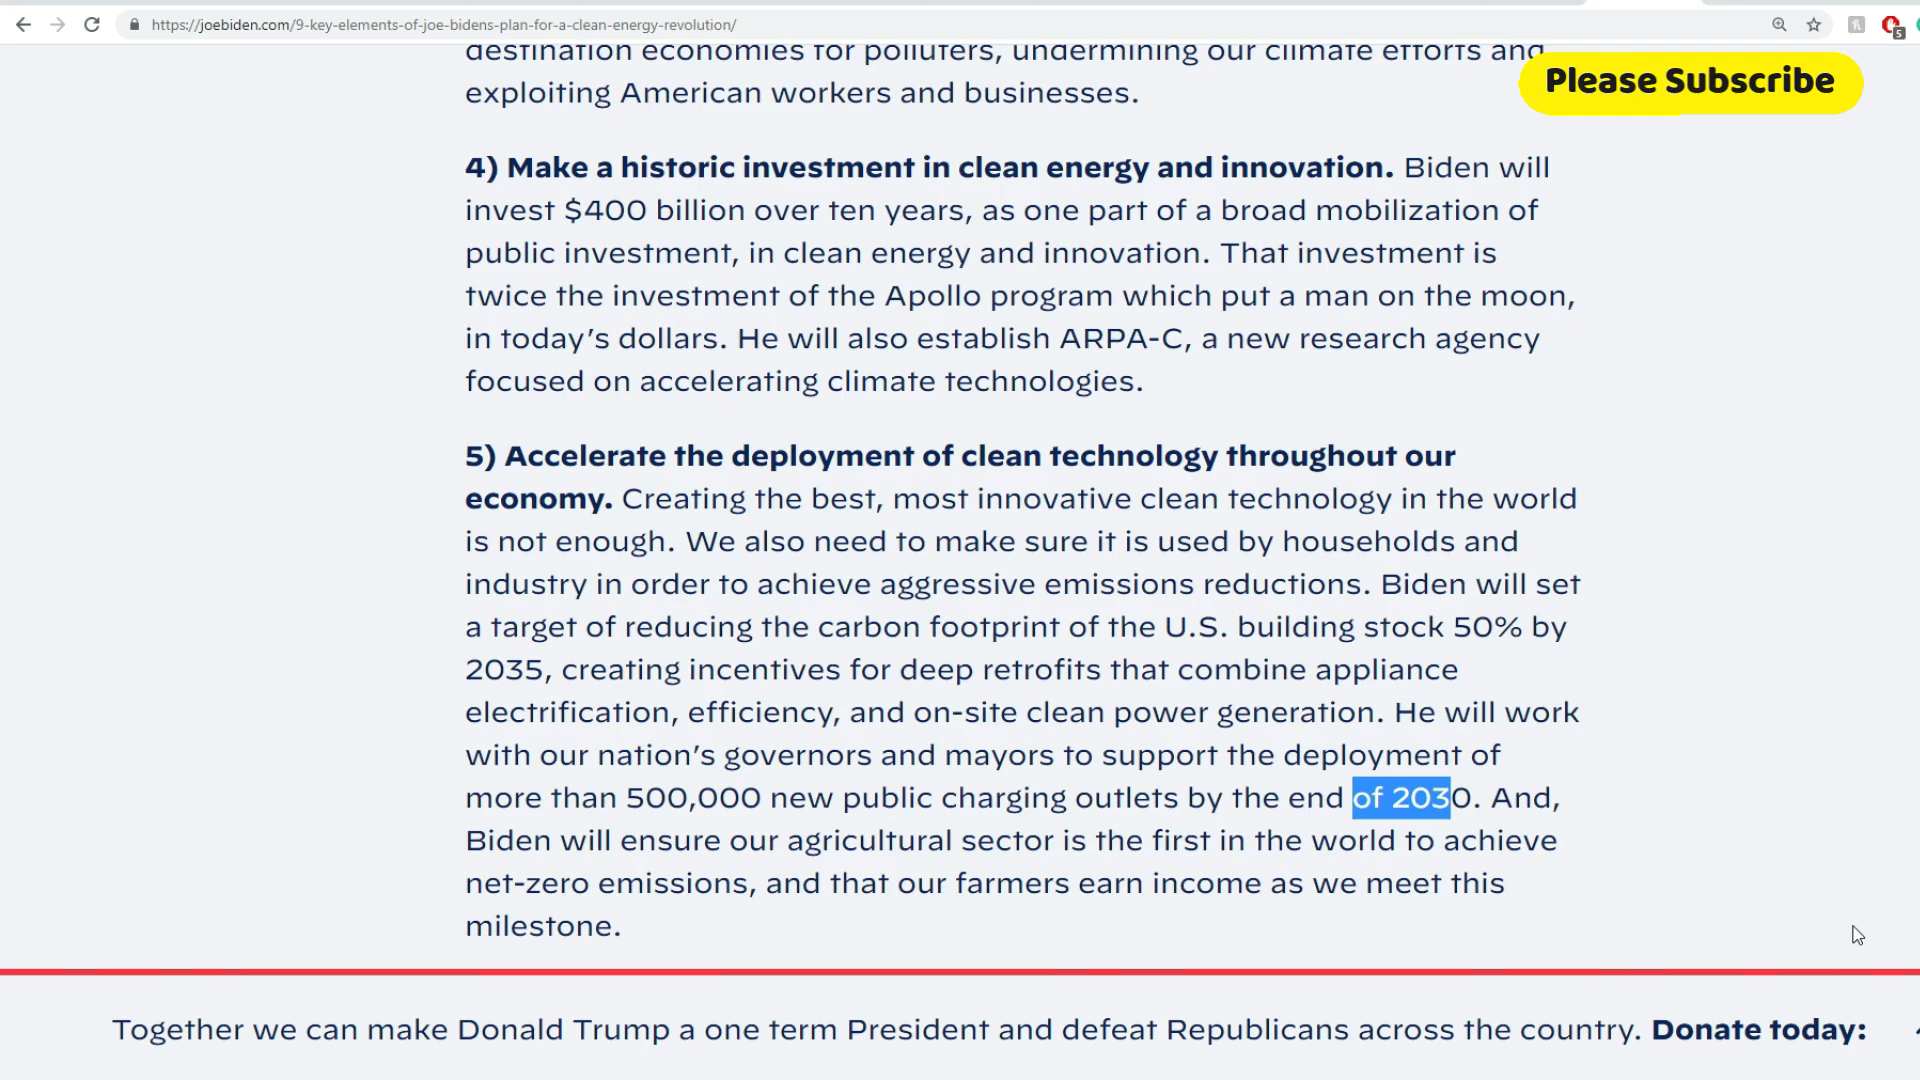 https://joebiden.com/9-key-elements-of-joe-bidens-plan-for-a-clean-energy-revolution/
5
destination economies for polluters, undermining our climate efforts and
exploiting American workers and businesses.
Please Subscribe
4) Make a historic investment in clean energy and innovation. Biden will
invest $400 billion over ten years, as one part of a broad mobilization of
public investment, in clean energy and innovation. That investment is
twice the investment of the Apollo program which put a man on the moon,
in today’s dollars. He will also establish ARPA-C, a new research agency
focused on accelerating climate technologies.
5) Accelerate the deployment of clean technology throughout our
economy. Creating the best, most innovative clean technology in the world
is not enough. We also need to make sure it is used by households and
industry in order to achieve aggressive emissions reductions. Biden will set
a target of reducing the carbon footprint of the U.S. building stock 50% by
2035, creating incentives for deep retrofits that combine appliance
electrification, efficiency, and on-site clean power generation. He will work
with our nation’s governors and mayors to support the deployment of
more than 500,000 new public charging outlets by the end of 2030. And,
Biden will ensure our agricultural sector is the first in the world to achieve
net-zero emissions, and that our farmers earn income as we meet this
milestone.
Together we can make Donald Trump a one term President and defeat Republicans across the country. Donate today: